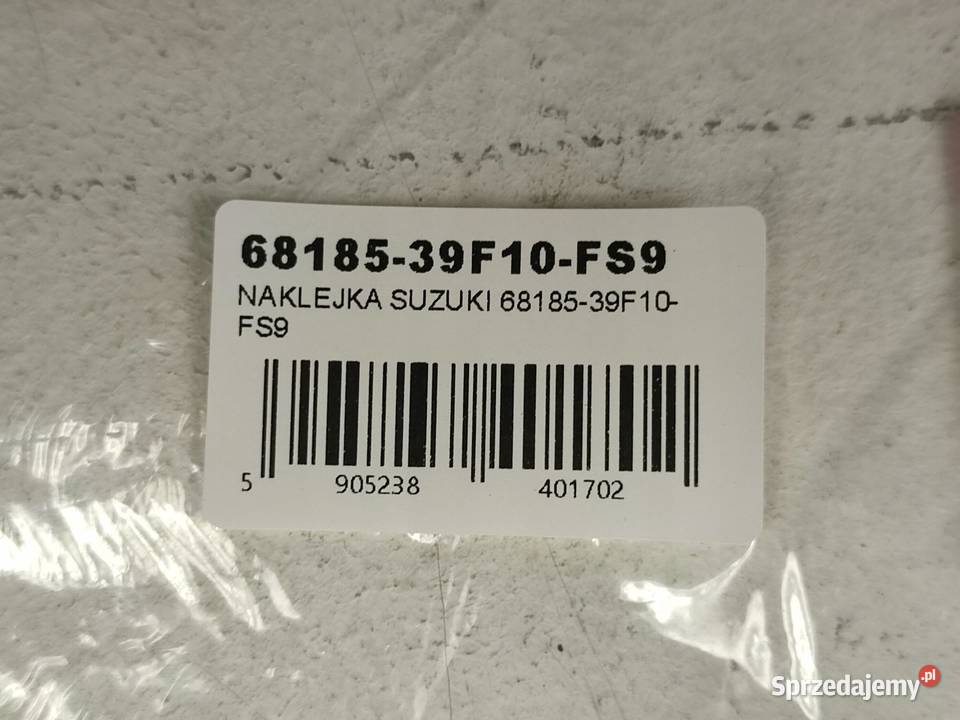 68185-39F10-FS9
NAKLEJKA SUZUKI 68185-39F10-
FS9
5 905238 401702
Sprzedajemy.pl